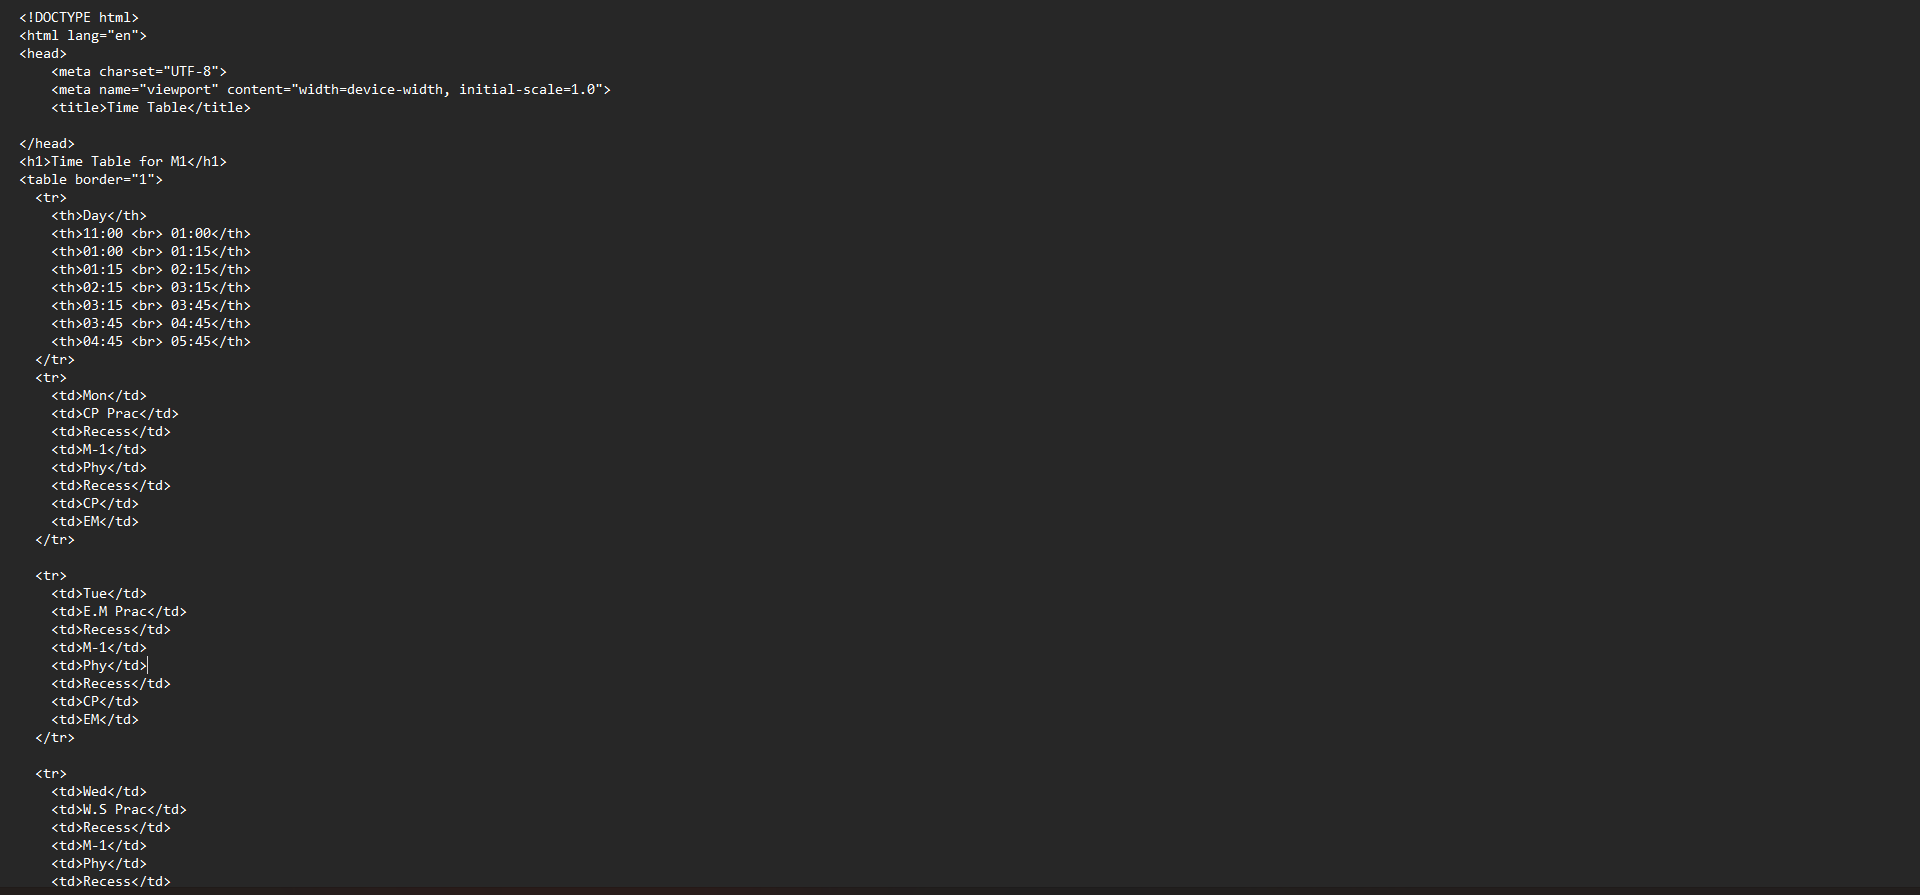 <!DOCTYPE html>
<html lang="en">
<head>
    <meta charset="UTF-8">
    <meta name="viewport" content="width=device-width, initial-scale=1.0">
    <title>Time Table</title>

</head>
<h1>Time Table for M1</h1>
<table border="1">
  <tr>
    <th>Day</th>
    <th>11:00 <br> 01:00</th>
    <th>01:00 <br> 01:15</th>
    <th>01:15 <br> 02:15</th>
    <th>02:15 <br> 03:15</th>
    <th>03:15 <br> 03:45</th>
    <th>03:45 <br> 04:45</th>
    <th>04:45 <br> 05:45</th>
  </tr>
  <tr>
    <td>Mon</td>
    <td>CP Prac</td>
    <td>Recess</td>
    <td>M-1</td>
    <td>Phy</td>
    <td>Recess</td>
    <td>CP</td>
    <td>EM</td>
  </tr>

  <tr>
    <td>Tue</td>
    <td>E.M Prac</td>
    <td>Recess</td>
    <td>M-1</td>
    <td>Phy</td>
    <td>Recess</td>
    <td>CP</td>
    <td>EM</td>
  </tr>

  <tr>
    <td>Wed</td>
    <td>W.S Prac</td>
    <td>Recess</td>
    <td>M-1</td>
    <td>Phy</td>
    <td>Recess</td>